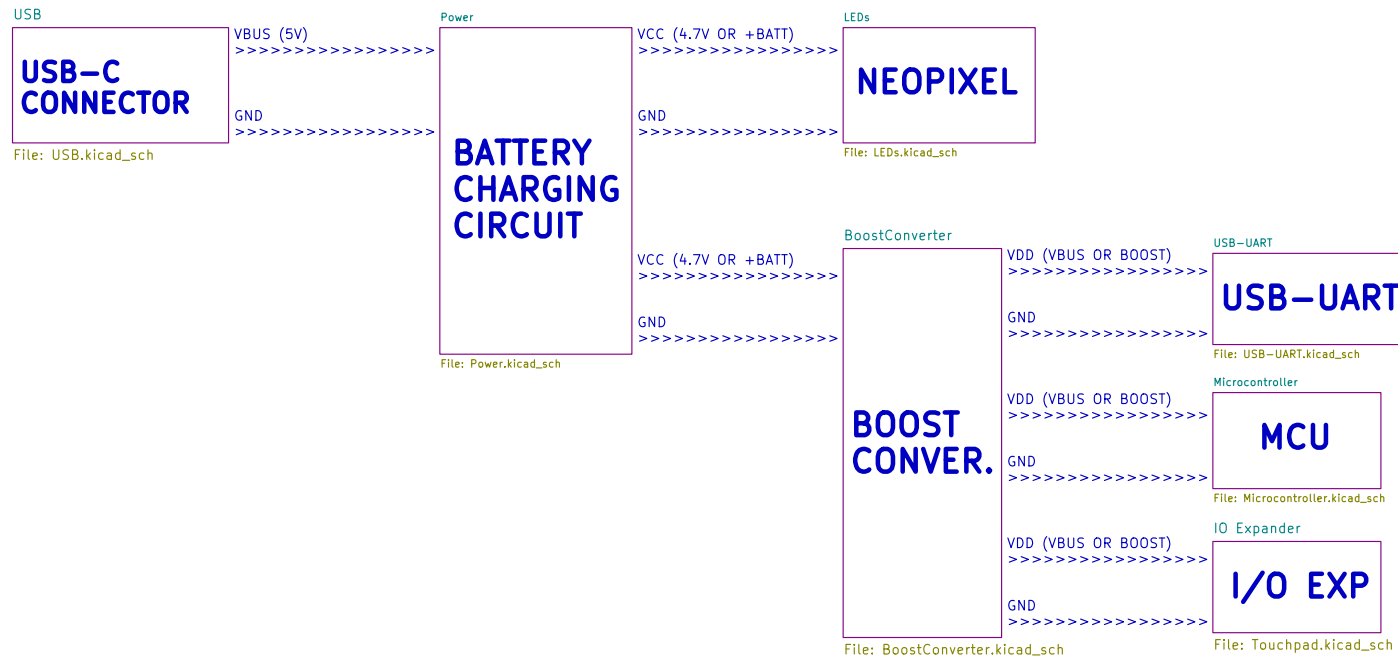 USB
VBUS (5V)
>>>>>>>>>>>>>>>>>
USB-C
CONNECTOR
GND
>>>>>>>>>>>>>>>>>
File: USB.kicad_sch
Power
BATTERY
CHARGING
CIRCUIT
File: Power.kicad_sch
VCC (4.7V OR +BATT)
>>>>>>>>>>>>>>>>>
GND
>>>>>>>>>>>>>>>>>
LEDs
NEOPIXEL
File: LEDs.kicad_sch
VCC (4.7V OR +BATT)
>>>>>>>>>>>>>>>>>
GND
>>>>>>>>>>>>>>>>>
BoostConverter
BOOST
CONVER.
File: BoostConverter.kicad_sch
VDD (VBUS OR BOOST)
>>>>>>>>>>>>>>>>>
GND
>>>>>>>>>>>>>>>>>
USB-UART
USB-UART
File: USB-UART.kicad_sch
VDD (VBUS OR BOOST)
>>>>>>>>>>>>>>>>>
GND
>>>>>>>>>>>>>>>>>
Microcontroller
MCU
File: Microcontroller.kicad_sch
VDD (VBUS OR BOOST)
>>>>>>>>>>>>>>>>>
GND
>>>>>>>>>>>>>>>>>
IO Expander
I/O EXP
File: Touchpad.kicad_sch